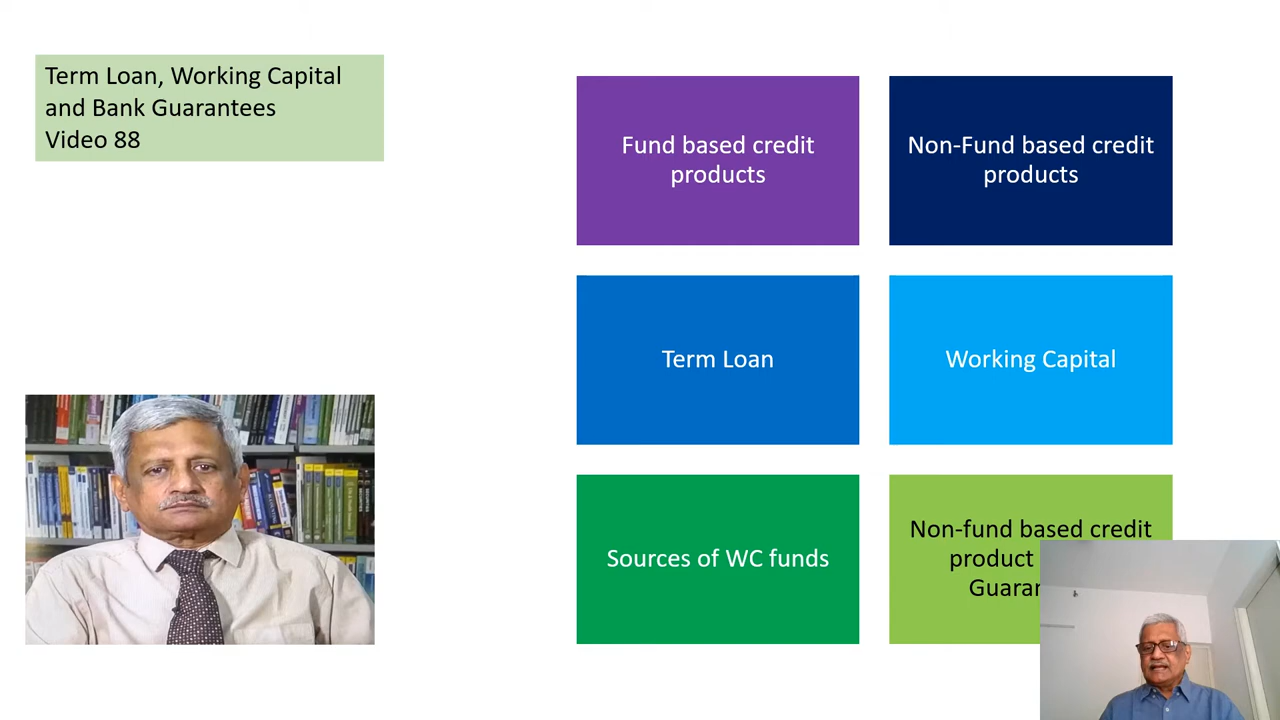 Term Loan, Working Capital
and Bank Guarantees
Video 88
Fund based credit
products
Non-Fund based credit
products
Term Loan
Working Capital
Sources of WC funds
Non-fund based credit
product